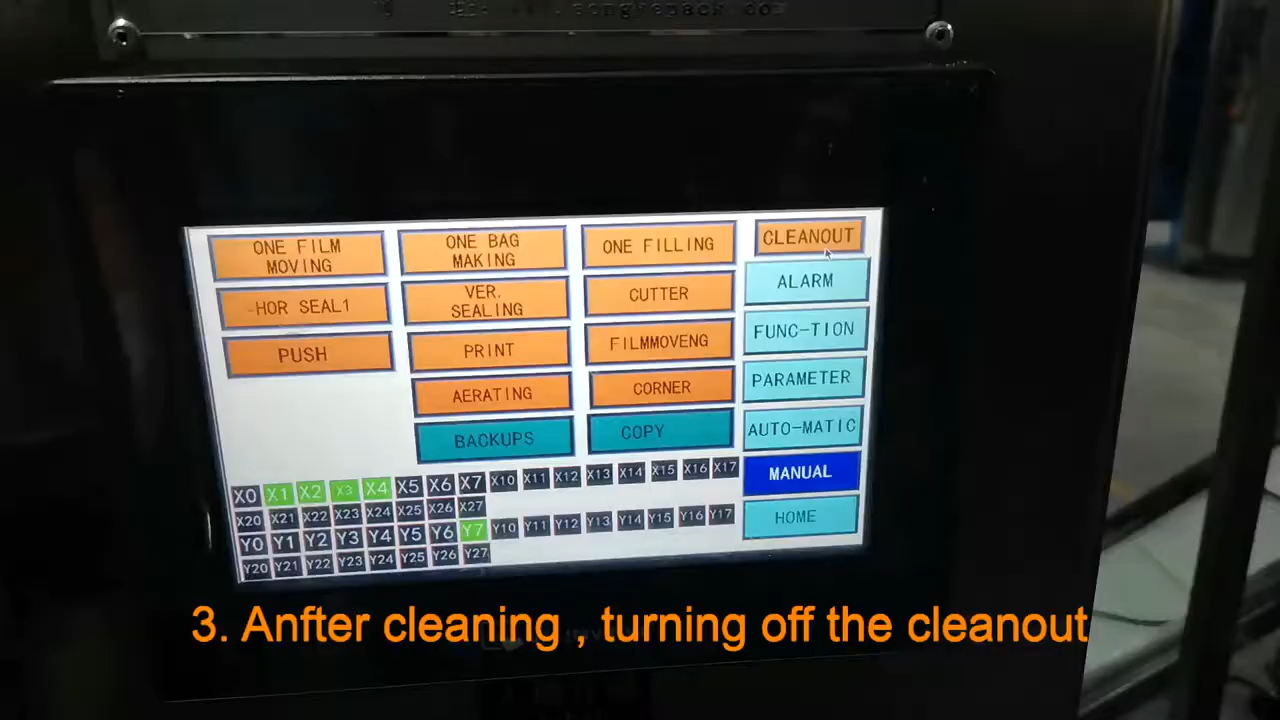 ONE FILM
MOVING
ONE BAG
MAKING
ONE FILLING
CLEANOUT
-HOR SEAL1
VER.
SEALING
CUTTER
ALARM
PUSH
PRINT
FILMMOVENG
FUNC-TION
AERATING
CORNER
PARAMETER
BACKUPS
COPY
AUTO-MATIC
MANUAL
HOME
X0 X1 X2 X3 X4 X5 X6 X7 X10 X11 X12 X13 X14 X15 X16 X17
X20 X21 X22 X23 X24 X25 X26 X27
Y0 Y1 Y2 Y3 Y4 Y5 Y6 Y7 Y10 Y11 Y12 Y13 Y14 Y15 Y16 Y17
Y20 Y21 Y22 Y23 Y24 Y25 Y26 Y27
3. Anfter cleaning , turning off the cleanout